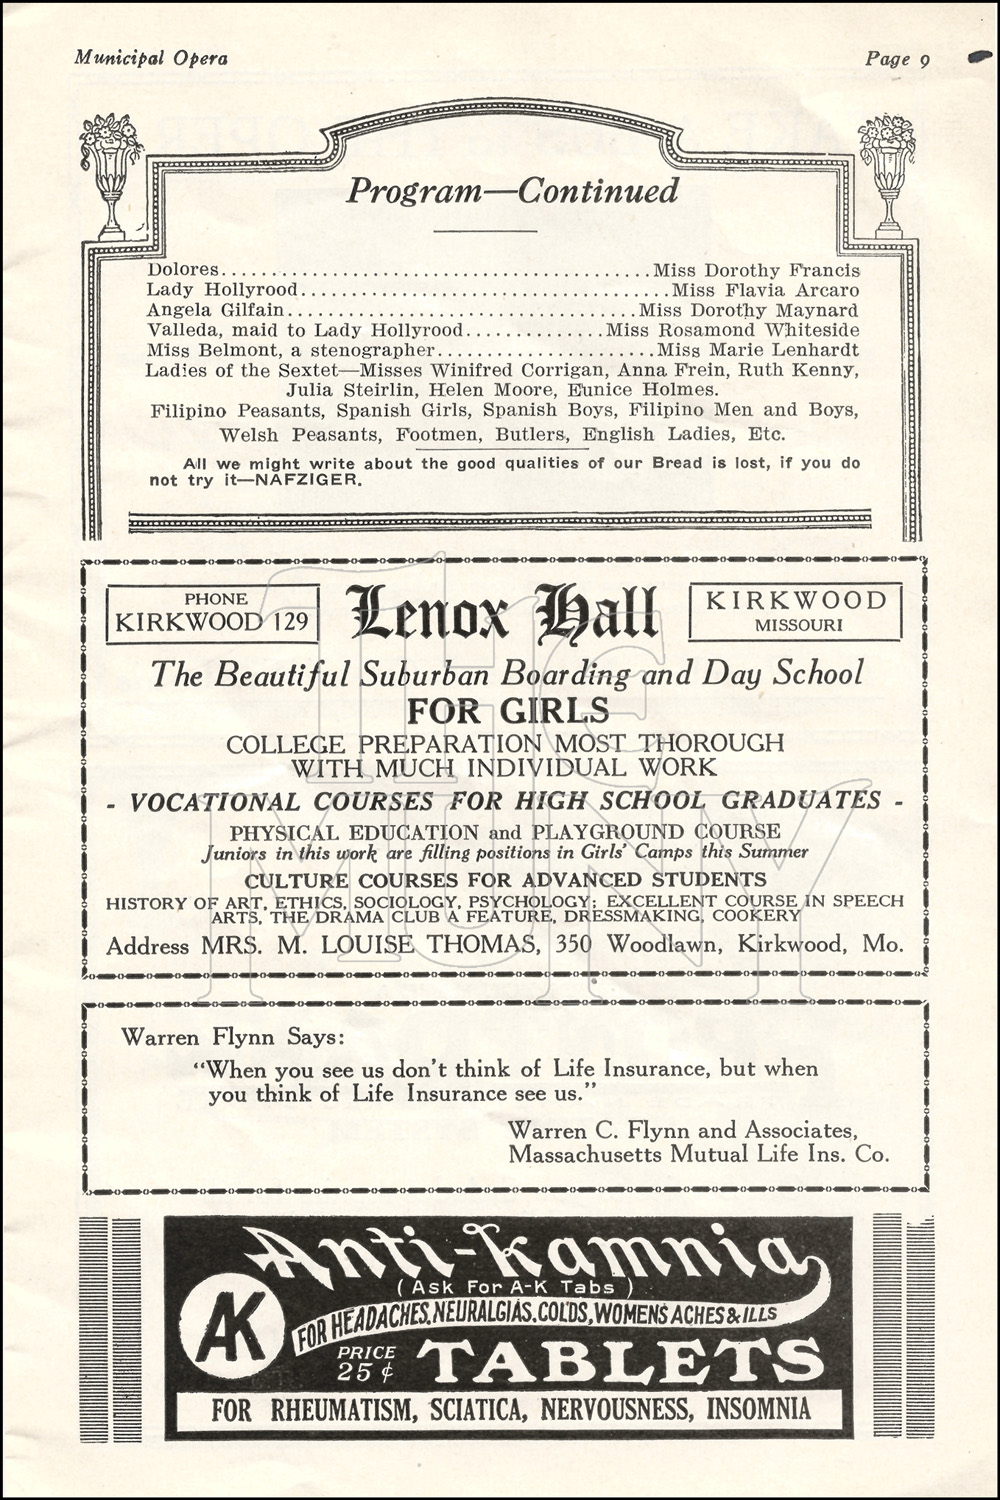 Municipal Opera Page 9
Program—Continued
Dolores..........................................Miss Dorothy Francis
Lady Hollyrood....................................Miss Flavia Arcaro
Angela Gilfain..................................Miss Dorothy Maynard
Valleda, maid to Lady Hollyrood.............Miss Rosamond Whiteside
Miss Belmont, a stenographer.....................Miss Marie Lenhardt
Ladies of the Sextet—Misses Winifred Corrigan, Anna Frein, Ruth Kenny,
Julia Steirlin, Helen Moore, Eunice Holmes.
Filipino Peasants, Spanish Girls, Spanish Boys, Filipino Men and Boys,
Welsh Peasants, Footmen, Butlers, English Ladies, Etc.
All we might write about the good qualities of our Bread is lost, if you do
not try it—NAFZIGER.
PHONE
KIRKWOOD 129
Lenox Hall
KIRKWOOD
MISSOURI
The Beautiful Suburban Boarding and Day School
FOR GIRLS
COLLEGE PREPARATION MOST THOROUGH
WITH MUCH INDIVIDUAL WORK
- VOCATIONAL COURSES FOR HIGH SCHOOL GRADUATES -
PHYSICAL EDUCATION and PLAYGROUND COURSE
Juniors in this work are filling positions in Girls' Camps this Summer
CULTURE COURSES FOR ADVANCED STUDENTS
HISTORY OF ART, ETHICS, SOCIOLOGY, PSYCHOLOGY; EXCELLENT COURSE IN SPEECH
ARTS, THE DRAMA CLUB A FEATURE, DRESSMAKING, COOKERY
Address MRS. M. LOUISE THOMAS, 350 Woodlawn, Kirkwood, Mo.
THE
MUNY
Warren Flynn Says:
"When you see us don't think of Life Insurance, but when
you think of Life Insurance see us."
Warren C. Flynn and Associates,
Massachusetts Mutual Life Ins. Co.
Anti-Kamnia
(Ask For A-K Tabs)
AK
FOR HEADACHES, NEURALGIAS, COLDS, WOMENS ACHES & ILLS
PRICE
25¢
TABLETS
FOR RHEUMATISM, SCIATICA, NERVOUSNESS, INSOMNIA